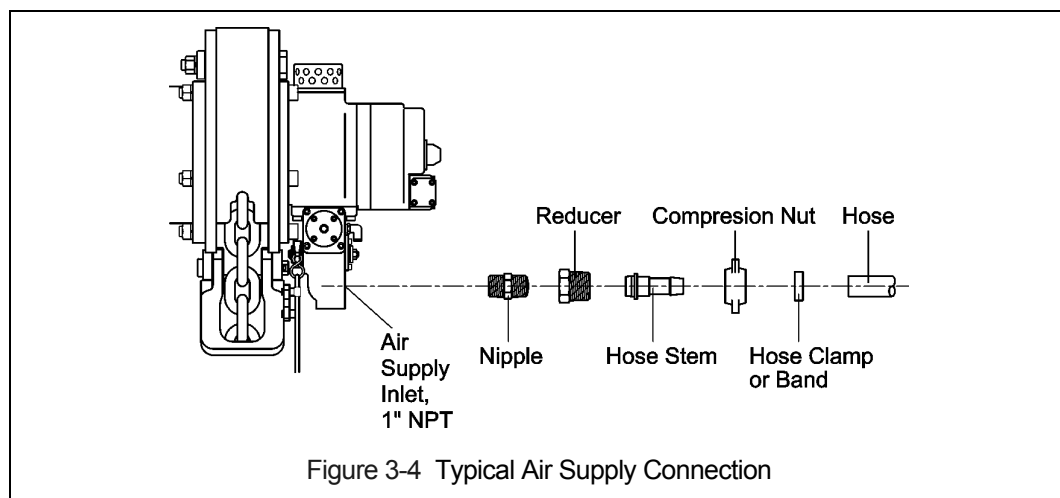 Reducer
Compresion Nut
Hose
Air
Supply
Inlet,
1" NPT
Nipple
Hose Stem
Hose Clamp
or Band
Figure 3-4 Typical Air Supply Connection